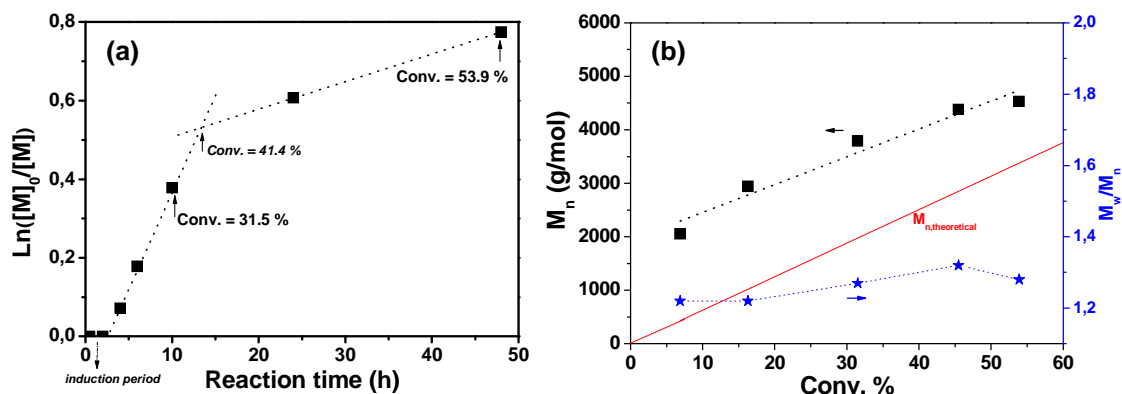 (a)
0,8
0,6
0,4
0,2
0,0
Ln([M]0/[M]
Conv. = 53.9 %
Conv. = 41.4 %
Conv. = 31.5 %
0 10 20 30 40 50
induction period
Reaction time (h)
(b)
6000
5000
4000
3000
2000
1000
0
Mn (g/mol)
Mn,theoretical
2,0
1,8
1,6
1,4
1,2
Mw/Mn
0 10 20 30 40 50 60
Conv. %